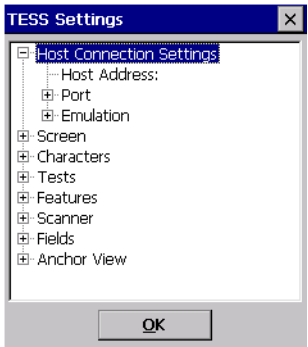 TESS Settings
Host Connection Settings
Host Address:
Port
Emulation
Screen
Characters
Tests
Features
Scanner
Fields
Anchor View
OK